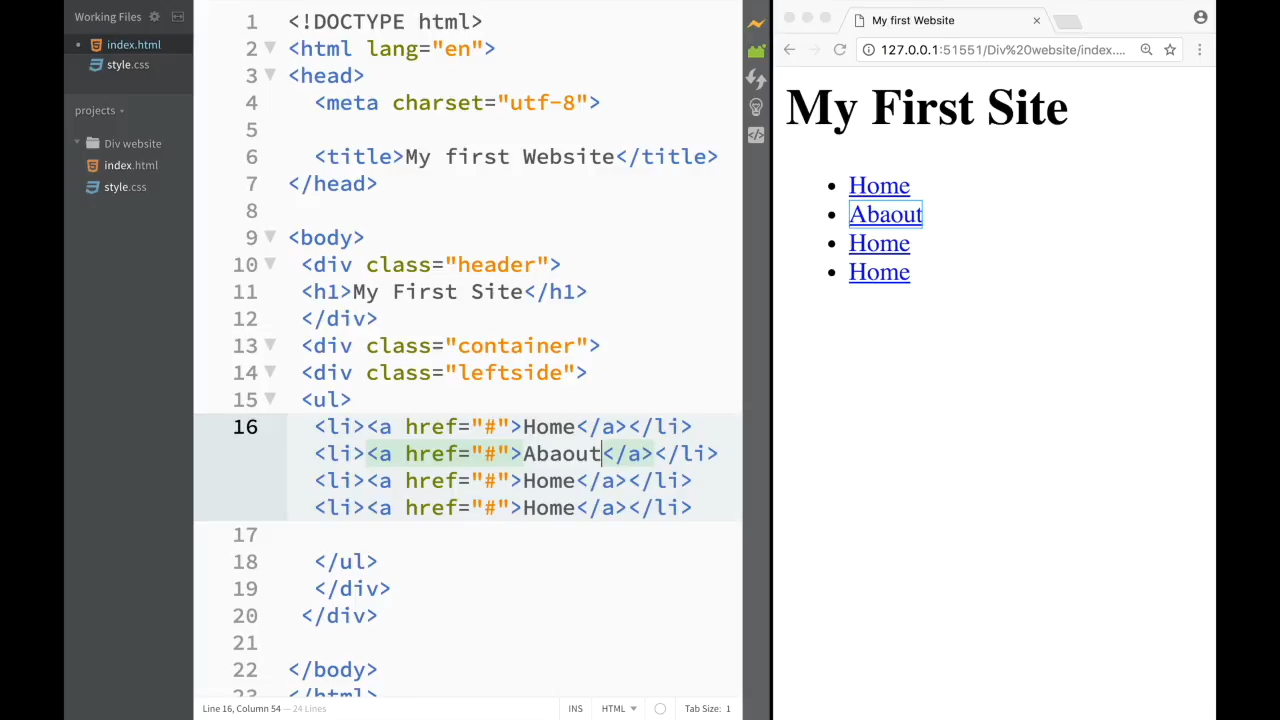 Working Files
index.html
style.css
projects
Div website
index.html
style.css
1 <!DOCTYPE html>
2 <html lang="en">
3 <head>
4 <meta charset="utf-8">
5
6 <title>My first Website</title>
7 </head>
8
9 <body>
10 <div class="header">
11 <h1>My First Site</h1>
12 </div>
13 <div class="container">
14 <div class="leftside">
15 <ul>
16 <li><a href="#">Home</a></li>
<li><a href="#">Abaout</a></li>
<li><a href="#">Home</a></li>
<li><a href="#">Home</a></li>
17
18 </ul>
19 </div>
20 </div>
21
22 </body>
23 </html>
Line 16, Column 54 — 24 Lines
INS HTML Tab Size: 1
My first Website
127.0.0.1:51551/Div%20website/index....
My First Site
Home
Abaout
Home
Home